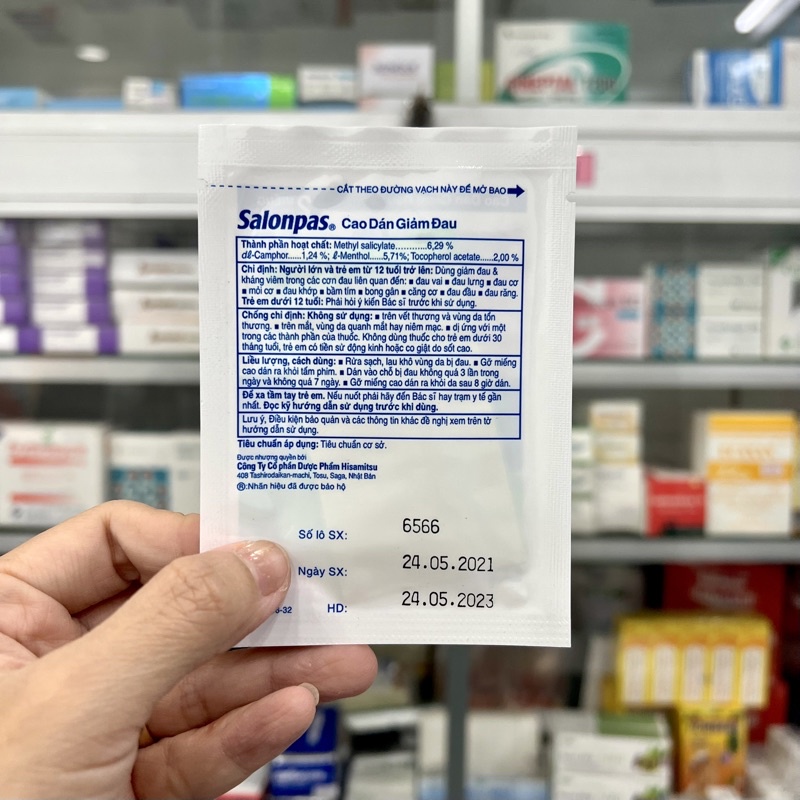 CẮT THEO ĐƯỜNG VẠCH NÀY ĐỂ MỞ BAO
Salonpas® Cao Dán Giảm Đau
Thành phần hoạt chất: Methyl salicylate...........6,29 %
dl-Camphor......1,24 %; ℓ-Menthol......5,71%; Tocopherol acetate......2,00 %
Chỉ định: Người lớn và trẻ em từ 12 tuổi trở lên: Dùng giảm đau &
kháng viêm trong các cơn đau liên quan đến: ■ đau vai ■ đau lưng ■ đau cơ
■ mỏi cơ ■ đau khớp ■ bầm tím ■ bong gân ■ căng cơ ■ đau đầu ■ đau răng.
Trẻ em dưới 12 tuổi: Phải hỏi ý kiến Bác sĩ trước khi sử dụng.
Chống chỉ định: Không sử dụng: ■ trên vết thương và vùng da tổn
thương. ■ trên mắt, vùng da quanh mắt hay niêm mạc. ■ dị ứng với một
trong các thành phần của thuốc. Không dùng thuốc cho trẻ em dưới 30
tháng tuổi, trẻ em có tiền sử động kinh hoặc co giật do sốt cao.
Liều lượng, cách dùng: ■ Rửa sạch, lau khô vùng da bị đau. ■ Gỡ miếng
cao dán ra khỏi tấm phim. ■ Dán vào chỗ bị đau không quá 3 lần trong
ngày và không quá 7 ngày. ■ Gỡ miếng cao dán ra khỏi da sau 8 giờ dán.
Để xa tầm tay trẻ em. Nếu nuốt phải hãy đến Bác sĩ hay trạm y tế gần
nhất. Đọc kỹ hướng dẫn sử dụng trước khi dùng.
Lưu ý, Điều kiện bảo quản và các thông tin khác đề nghị xem trên tờ
hướng dẫn sử dụng.
Tiêu chuẩn áp dụng: Tiêu chuẩn cơ sở.
Được nhượng quyền bởi
Công Ty Cổ phần Dược Phẩm Hisamitsu
408 Tashirodaikan-machi, Tosu, Saga, Nhật Bản
®:Nhãn hiệu đã được bảo hộ
Số lô SX: 6566
Ngày SX: 24.05.2021
-32 HD: 24.05.2023